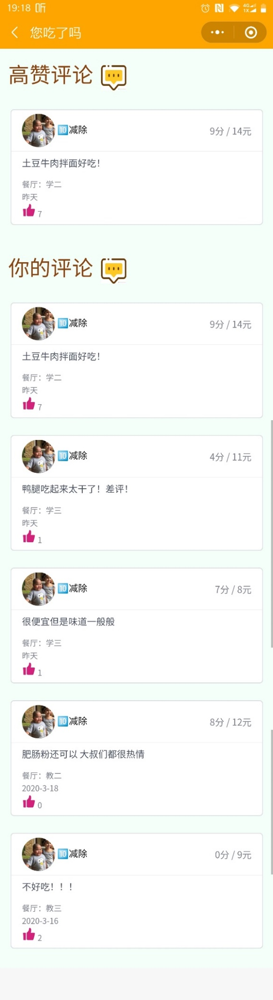 19:18 听
4G
1X
您吃了吗
高赞评论
🔟减除
9分 / 14元
土豆牛肉拌面好吃！
餐厅：学二
昨天
7
你的评论
🔟减除
9分 / 14元
土豆牛肉拌面好吃！
餐厅：学二
昨天
7
🔟减除
4分 / 11元
鸭腿吃起来太干了！差评！
餐厅：学三
昨天
1
🔟减除
7分 / 8元
很便宜但是味道一般般
餐厅：学三
昨天
1
🔟减除
8分 / 12元
肥肠粉还可以 大叔们都很热情
餐厅：教二
2020-3-18
0
🔟减除
0分 / 9元
不好吃！！！
餐厅：教三
2020-3-16
2